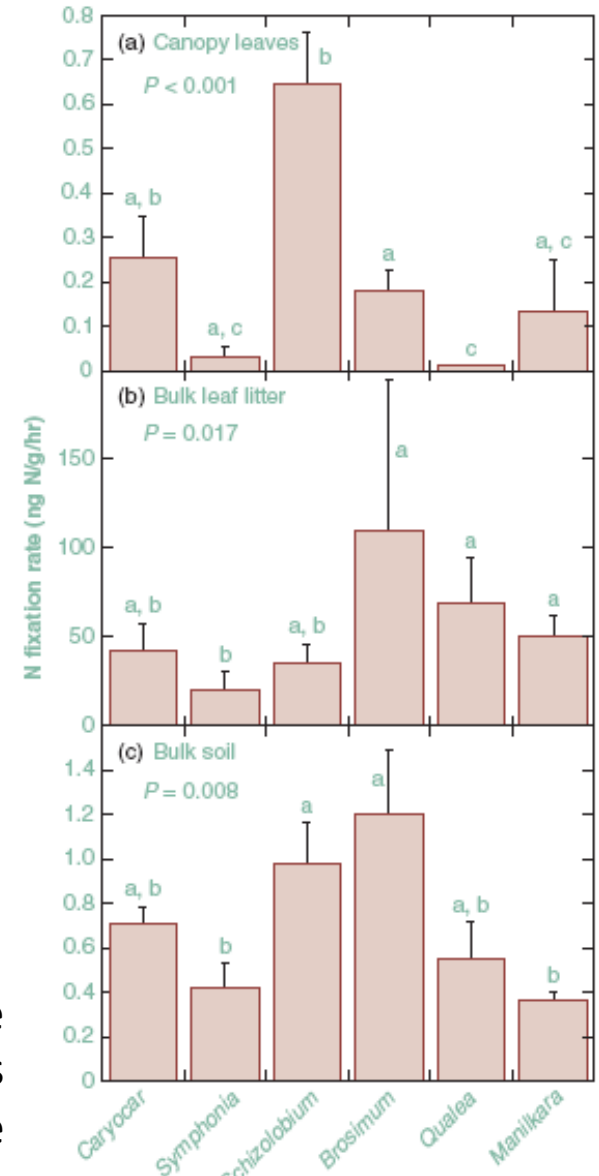 (a) Canopy leaves
P < 0.001
0.8
0.7
0.6
0.5
0.4
0.3
0.2
0.1
0
a, b
a, c
b
a
c
a, c
(b) Bulk leaf litter
P = 0.017
150
100
50
0
a, b
b
a, b
a
a
a
N fixation rate (ng N/g/hr)
(c) Bulk soil
P = 0.008
1.4
1.2
1.0
0.8
0.6
0.4
0.2
0
a, b
b
a
a
a, b
b
Caryocar
Symphonia
Schizolobium
Brosimum
Qualea
Manilkara